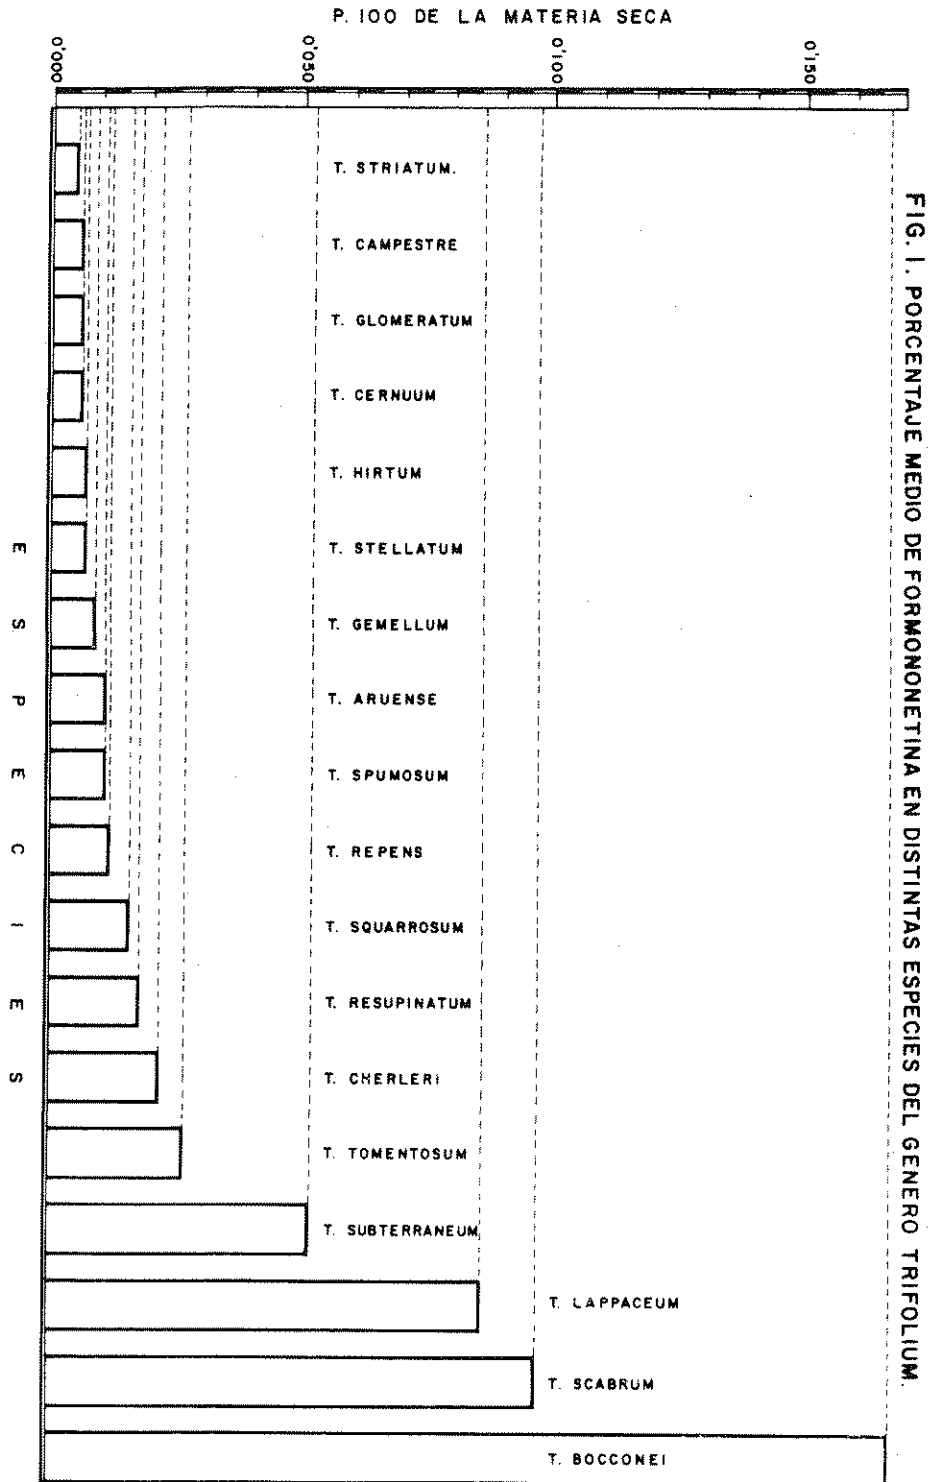 P. 100 DE LA MATERIA SECA
0'000
0'050
0'100
0'150
FIG. 1. PORCENTAJE MEDIO DE FORMONONETINA EN DISTINTAS ESPECIES DEL GENERO TRIFOLIUM.
T. STRIATUM.
T. CAMPESTRE
T. GLOMERATUM
T. CERNUUM
T. HIRTUM
T. STELLATUM
T. GEMELLUM
T. ARUENSE
T. SPUMOSUM
T. REPENS
T. SQUARROSUM
T. RESUPINATUM
T. CHERLERI
T. TOMENTOSUM
T. SUBTERRANEUM
T. LAPPACEUM
T. SCABRUM
T. BOCCONEI
E S P E C I E S